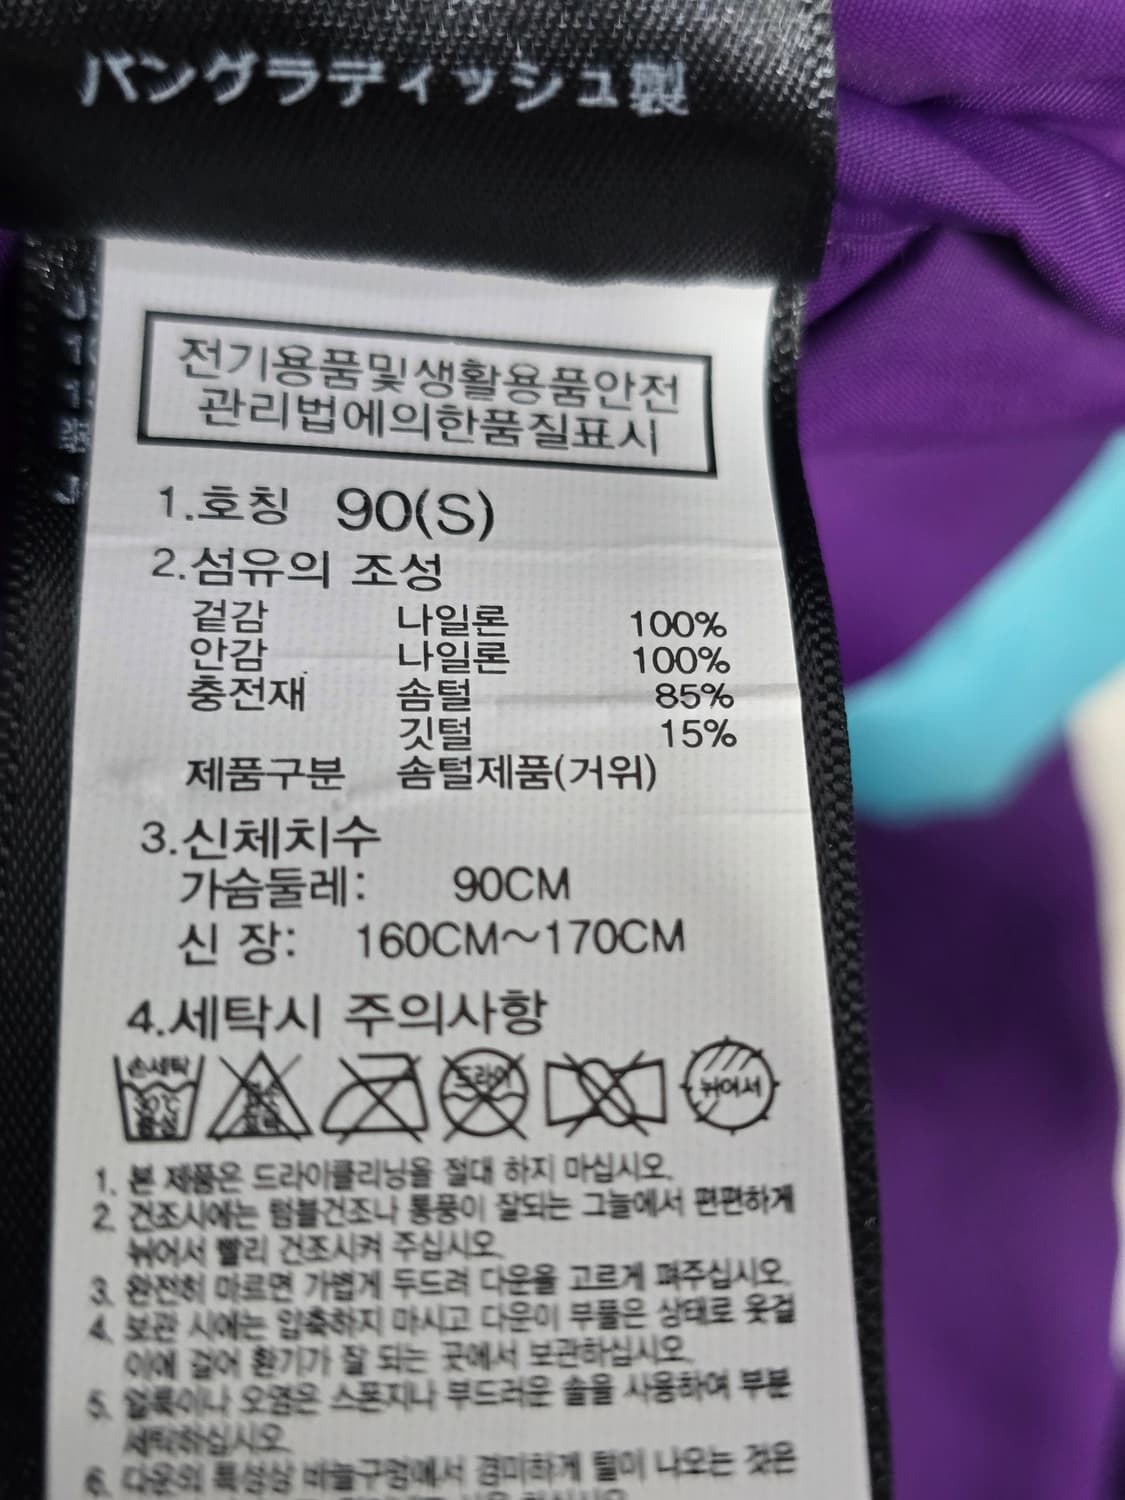 バングラディッシュ製
전기용품및생활용품안전
관리법에의한품질표시
1.호칭 90(S)
2.섬유의 조성
겉감 나일론 100%
안감 나일론 100%
충전재 솜털 85%
깃털 15%
제품구분 솜털제품(거위)
3.신체치수
가슴둘레: 90CM
신 장: 160CM~170CM
4.세탁시 주의사항
손세탁
드라이
뉘어서
1. 본 제품은 드라이클리닝을 절대 하지 마십시오.
2. 건조시에는 텀블건조나 통풍이 잘되는 그늘에서 편편하게
뉘어서 빨리 건조시켜 주십시오.
3. 완전히 마르면 가볍게 두드려 다운을 고르게 펴주십시오.
4. 보관 시에는 압축하지 마시고 다운이 부풀은 상태로 옷걸
이에 걸어 환기가 잘 되는 곳에서 보관하십시오.
5. 얼룩이나 오염은 스폰지나 부드러운 솔을 사용하여 부분
세탁하십시오.
6. 다운의 특성상 바늘구멍에서 경미하게 털이 나오는 것은